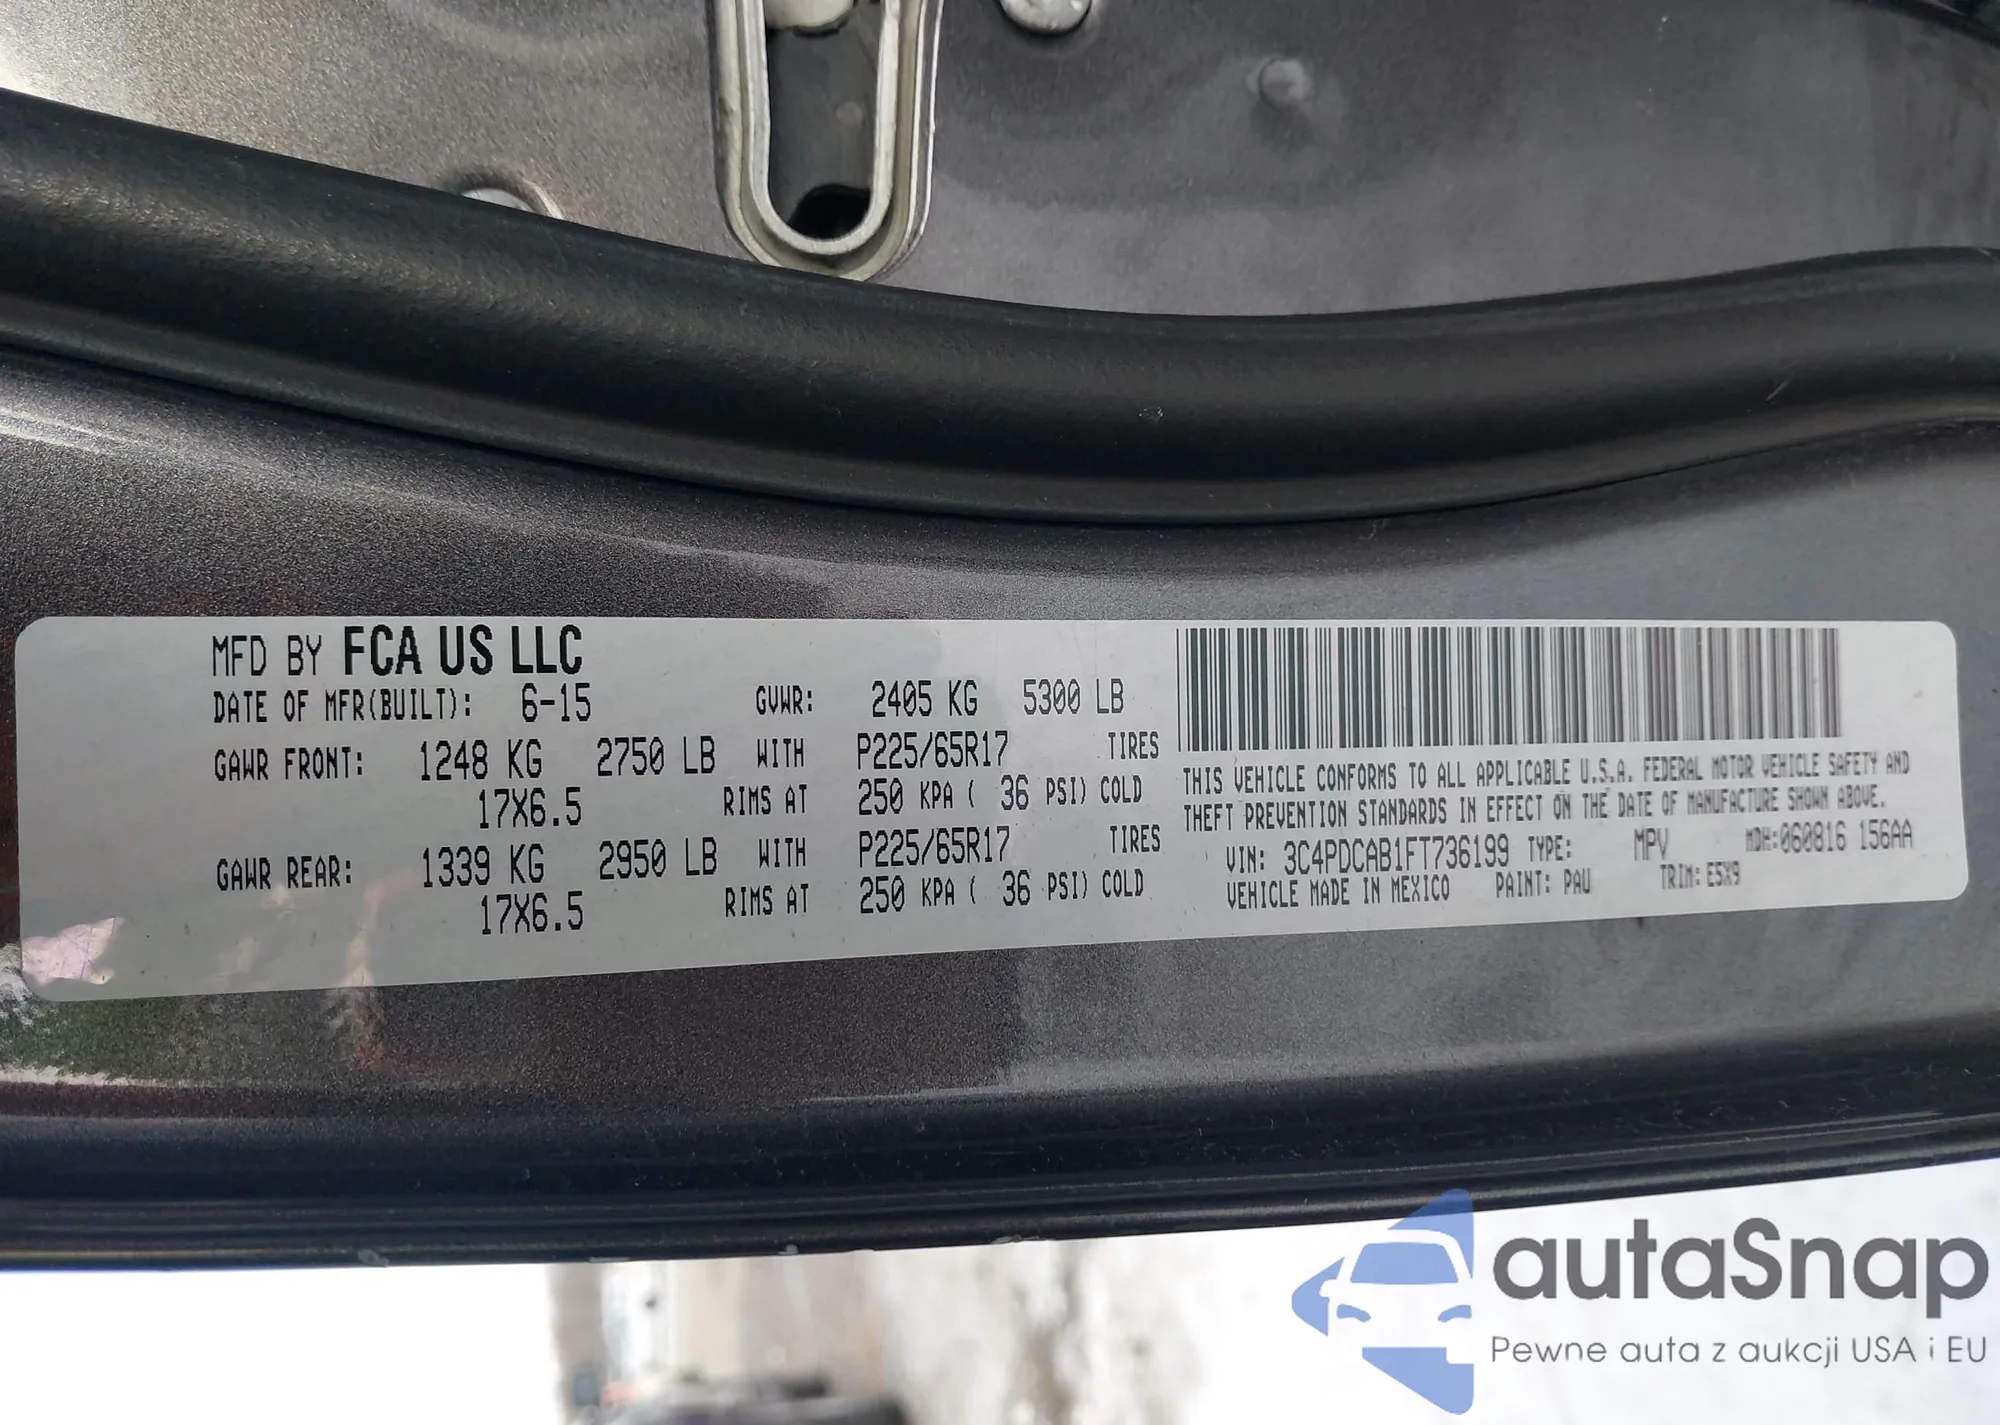 MFD BY FCA US LLC
DATE OF MFR(BUILT): 6-15 GVWR: 2405 KG 5300 LB
GAWR FRONT: 1248 KG 2750 LB WITH P225/65R17 TIRES
17X6.5 RIMS AT 250 KPA ( 36 PSI) COLD
GAWR REAR: 1339 KG 2950 LB WITH P225/65R17 TIRES
17X6.5 RIMS AT 250 KPA ( 36 PSI) COLD
THIS VEHICLE CONFORMS TO ALL APPLICABLE U.S.A. FEDERAL MOTOR VEHICLE SAFETY AND
THEFT PREVENTION STANDARDS IN EFFECT ON THE DATE OF MANUFACTURE SHOWN ABOVE.
VIN: 3C4PDCAB1FT736199 TYPE: MPV MDH:060816 156AA
VEHICLE MADE IN MEXICO PAINT: PAU TRIM: E5X9
autaSnap
Pewne auta z aukcji USA i EU